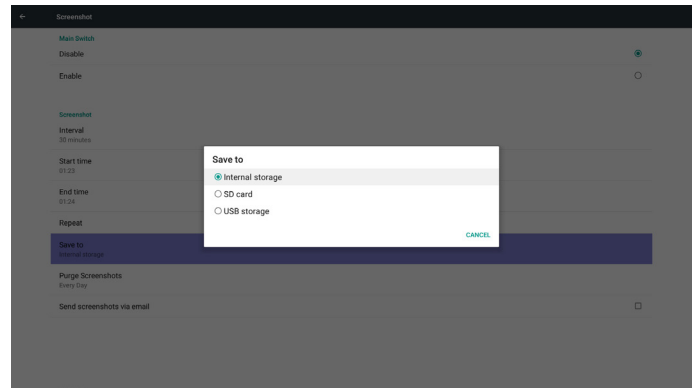 Screenshot
Main Switch
Disable
Enable
Screenshot
Interval
30 minutes
Start time
01:23
End time
01:24
Repeat
Save to
Internal storage
Purge Screenshots
Every Day
Send screenshots via email
Save to
Internal storage
SD card
USB storage
CANCEL